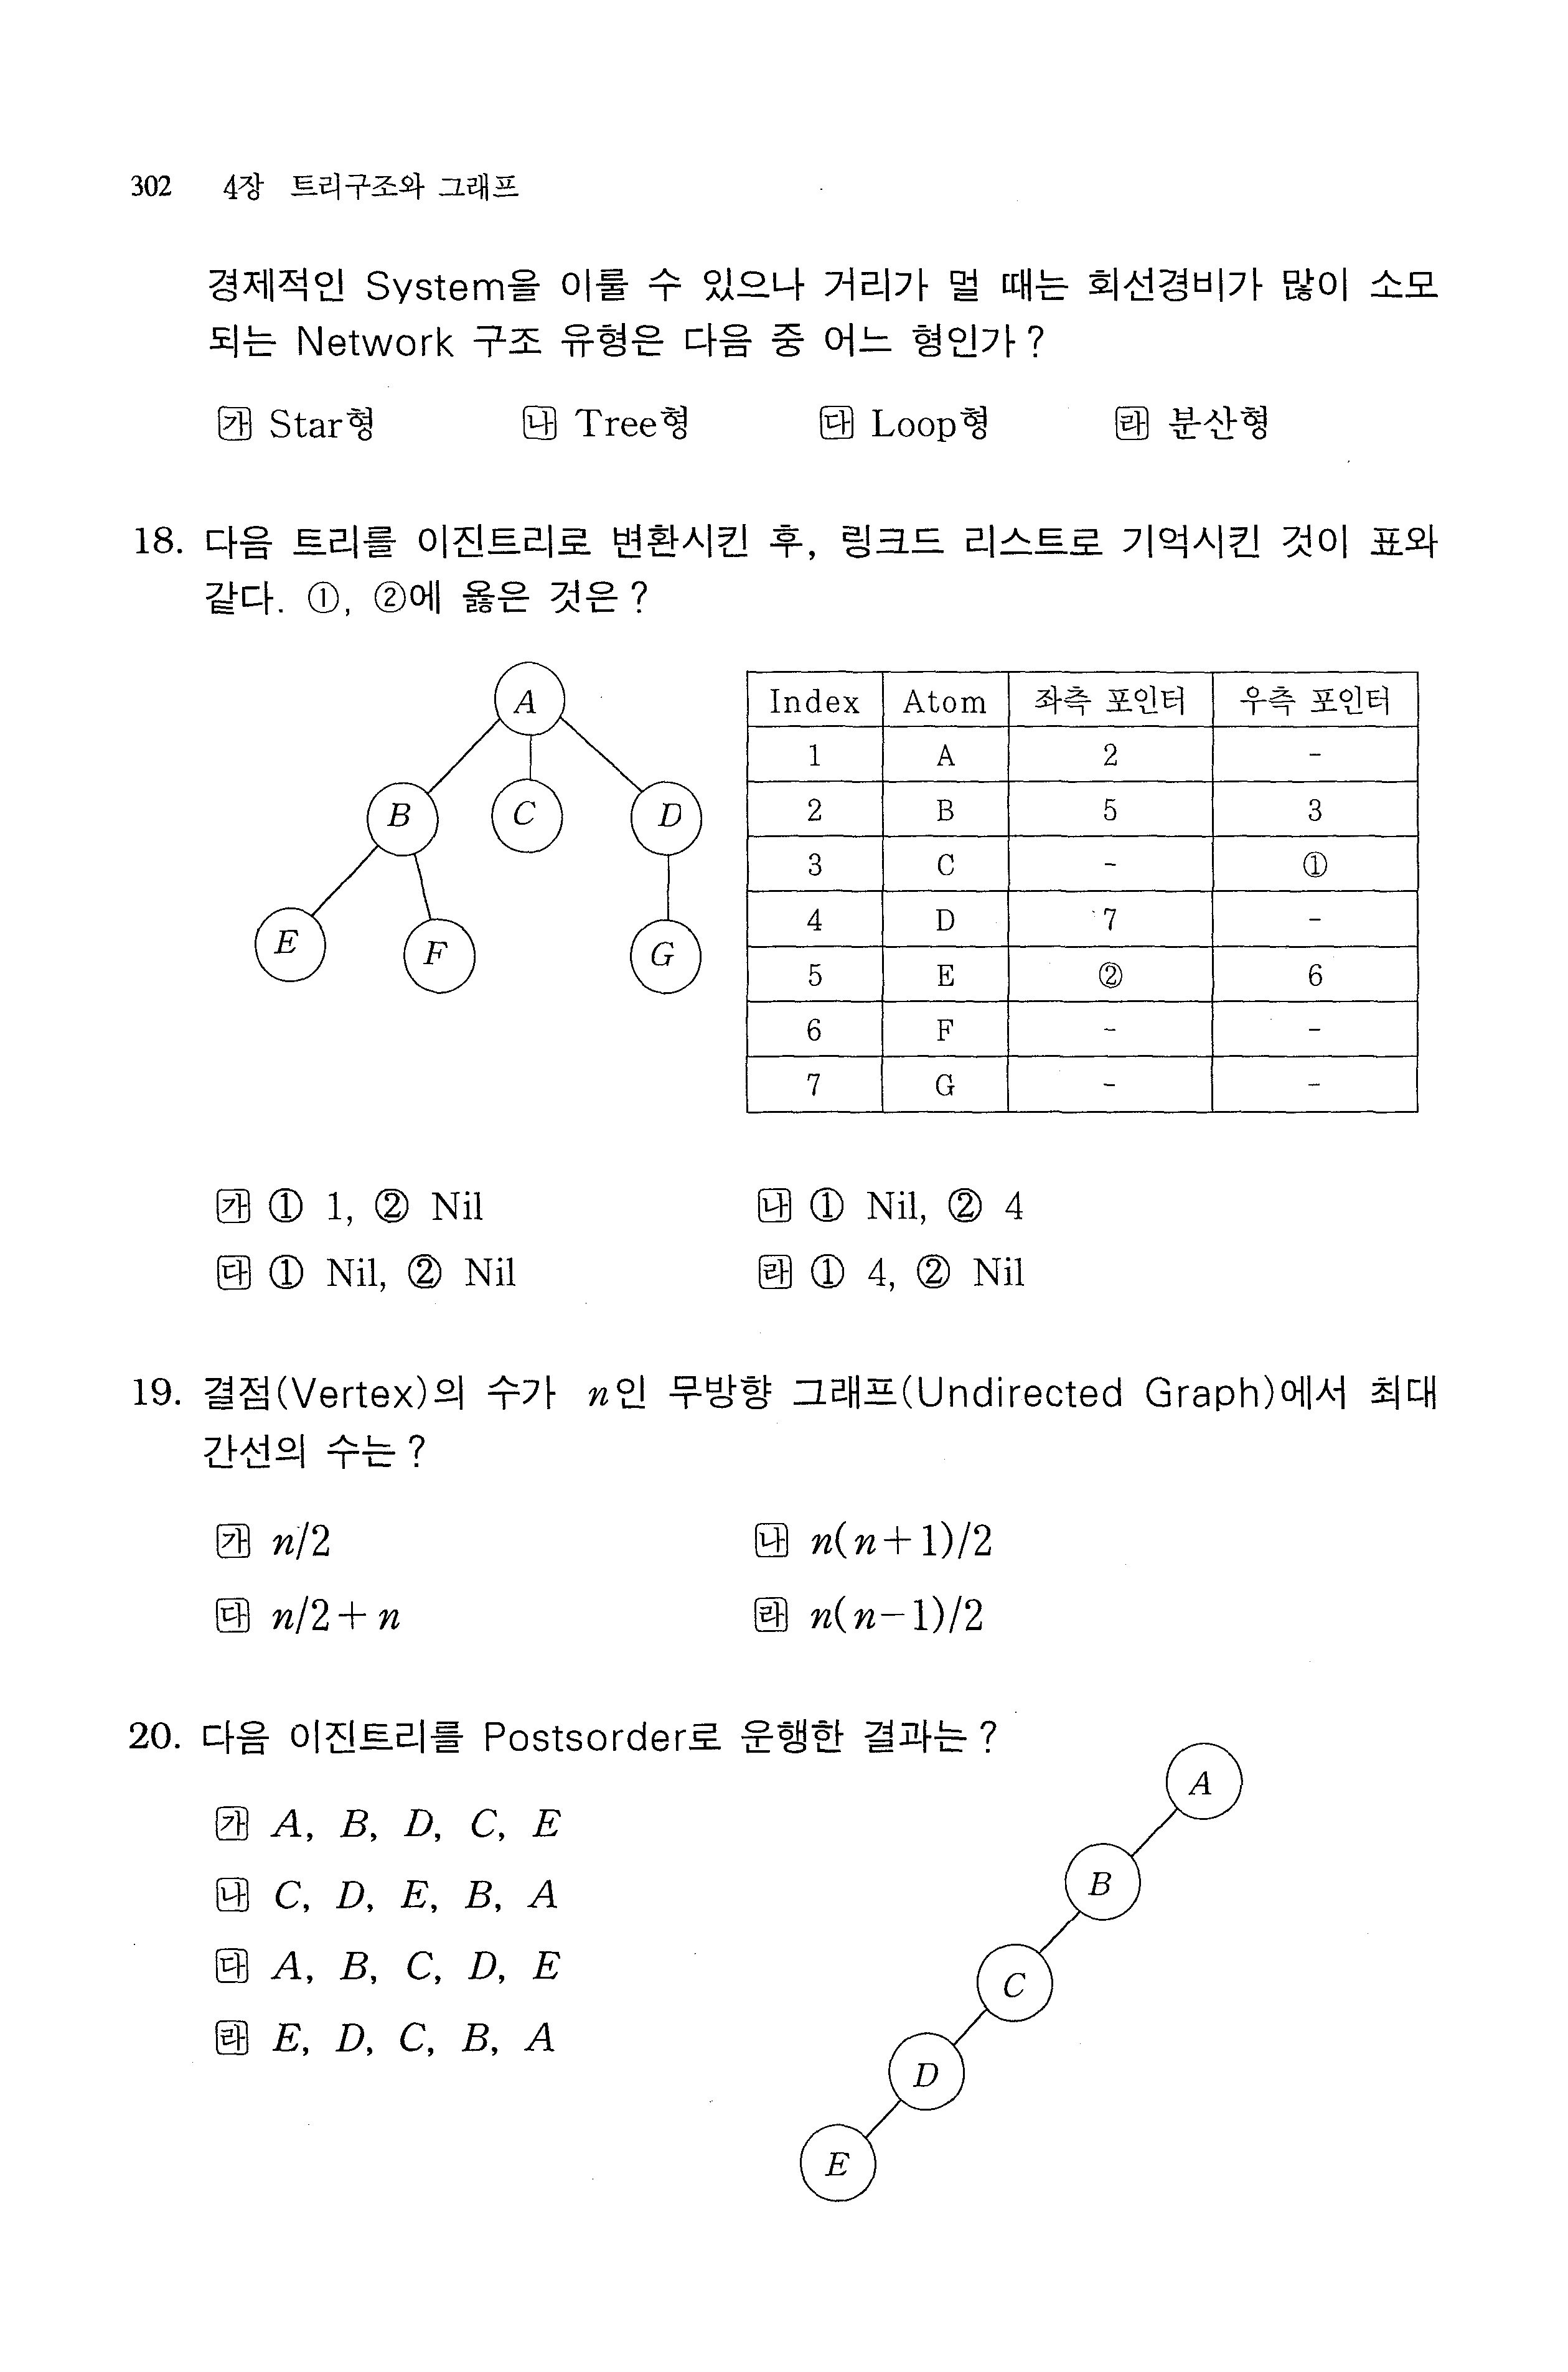 302 4장 트리구조와 그래프
경제적인 System을 이룰 수 있으나 거리가 멀 때는 회선경비가 많이 소모
되는 Network 구조 유형은 다음 중 어느 형인가?
㉮ Star형 ㉯ Tree형 ㉰ Loop형 ㉱ 분산형
18. 다음 트리를 이진트리로 변환시킨 후, 링크드 리스트로 기억시킨 것이 표와
같다. ①, ②에 옳은 것은?
A
B C D
E F G
Index Atom 좌측 포인터 우측 포인터
1 A 2 -
2 B 5 3
3 C - ①
4 D 7 -
5 E ② 6
6 F - -
7 G - -
㉮ ① 1, ② Nil ㉯ ① Nil, ② 4
㉰ ① Nil, ② Nil ㉱ ① 4, ② Nil
19. 결점(Vertex)의 수가 n인 무방향 그래프(Undirected Graph)에서 최대
간선의 수는?
㉮ n/2 ㉯ n(n+1)/2
㉰ n/2+n ㉱ n(n-1)/2
20. 다음 이진트리를 Postsorder로 운행한 결과는?
㉮ A, B, D, C, E
㉯ C, D, E, B, A
㉰ A, B, C, D, E
㉱ E, D, C, B, A
A
B
C
D
E